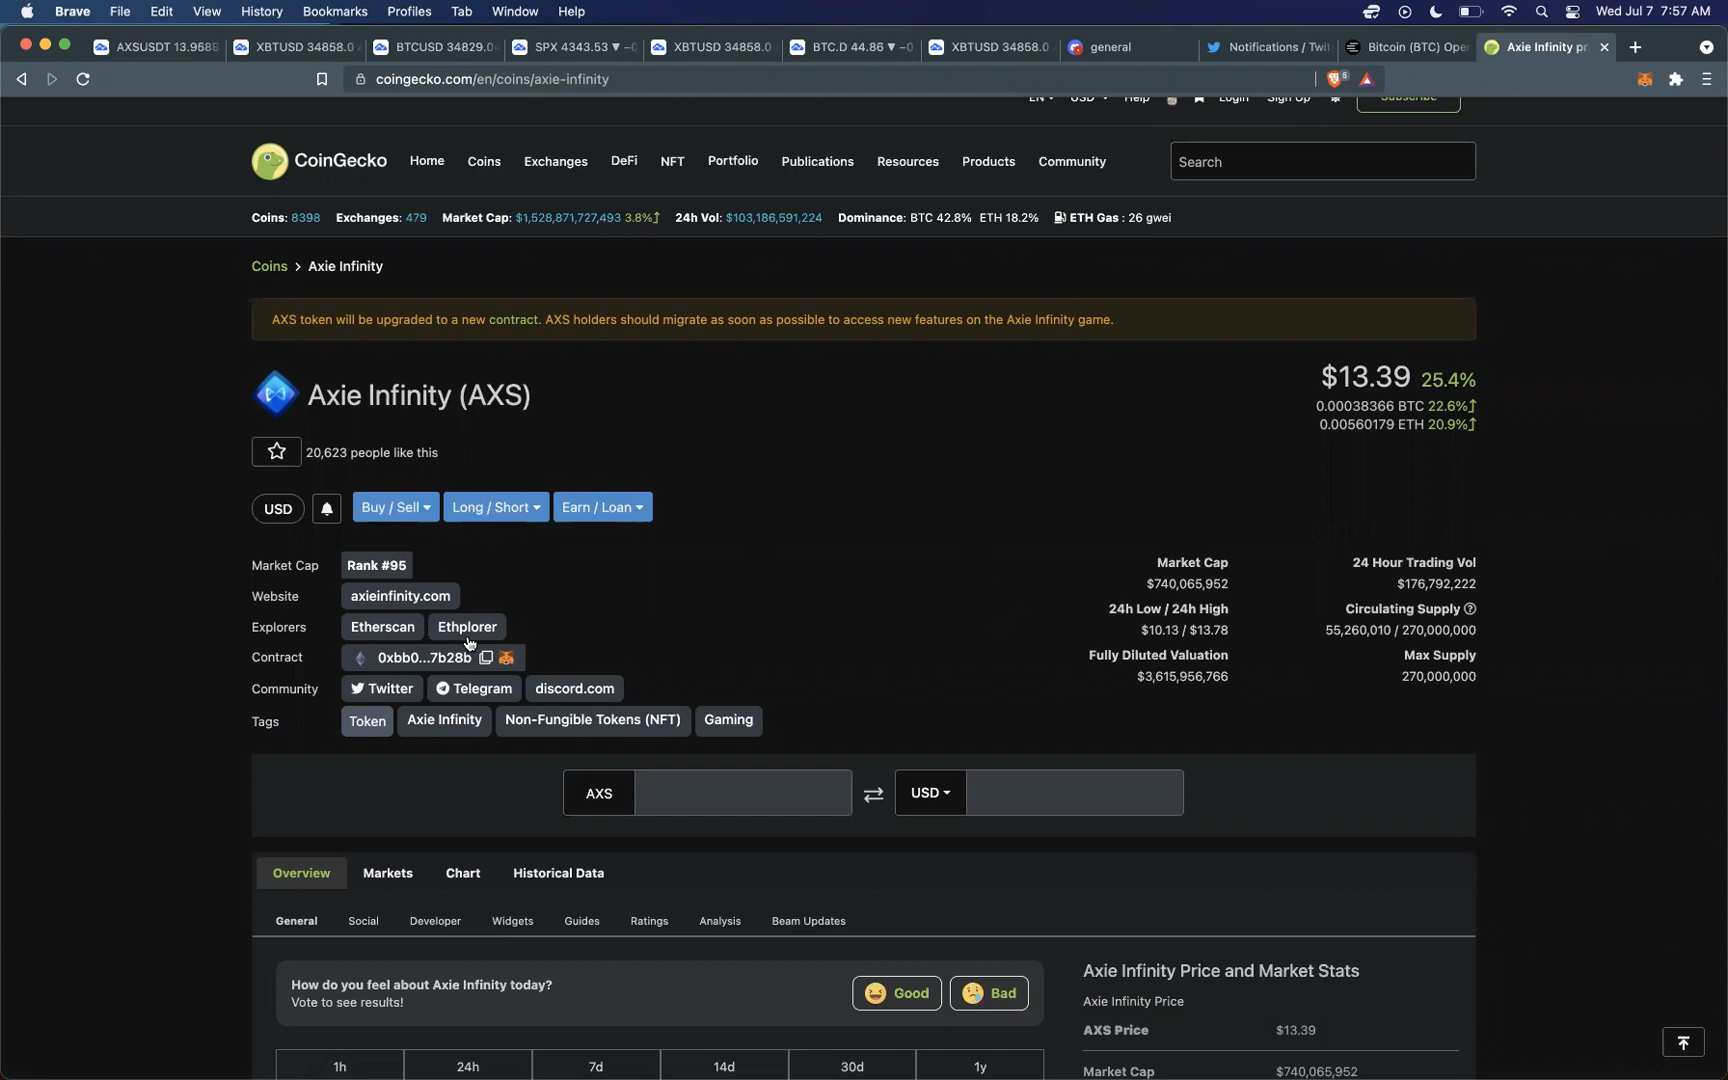 Brave File Edit View History Bookmarks Profiles Tab Window Help Wed Jul 7 7:57 AM
AXSUSDT 13.9588 XBTUSD 34858.0 BTCUSD 34829.0 SPX 4343.53 ▼ −0 XBTUSD 34858.0 BTC.D 44.86 ▼ −0 XBTUSD 34858.0 general Notifications / Twit Bitcoin (BTC) Ope Axie Infinity pr
coingecko.com/en/coins/axie-infinity 5
EN USD Help Login Sign Up Subscribe
CoinGecko Home Coins Exchanges DeFi NFT Portfolio Publications Resources Products Community Search
Coins: 8398 Exchanges: 479 Market Cap: $1,528,871,727,493 3.8% 24h Vol: $103,186,591,224 Dominance: BTC 42.8% ETH 18.2% ETH Gas : 26 gwei
Coins > Axie Infinity
AXS token will be upgraded to a new contract. AXS holders should migrate as soon as possible to access new features on the Axie Infinity game.
Axie Infinity (AXS)
$13.39 25.4%
0.00038366 BTC 22.6%
0.00560179 ETH 20.9%
20,623 people like this
USD Buy / Sell Long / Short Earn / Loan
Market Cap Rank #95
Website axieinfinity.com
Explorers Etherscan Ethplorer
Contract 0xbb0...7b28b
Community Twitter Telegram discord.com
Tags Token Axie Infinity Non-Fungible Tokens (NFT) Gaming
Market Cap
$740,065,952
24h Low / 24h High
$10.13 / $13.78
Fully Diluted Valuation
$3,615,956,766
24 Hour Trading Vol
$176,792,222
Circulating Supply
55,260,010 / 270,000,000
Max Supply
270,000,000
AXS USD
Overview Markets Chart Historical Data
General Social Developer Widgets Guides Ratings Analysis Beam Updates
How do you feel about Axie Infinity today?
Vote to see results!
Good Bad
1h 24h 7d 14d 30d 1y
Axie Infinity Price and Market Stats
Axie Infinity Price
AXS Price $13.39
Market Cap $740,065,952